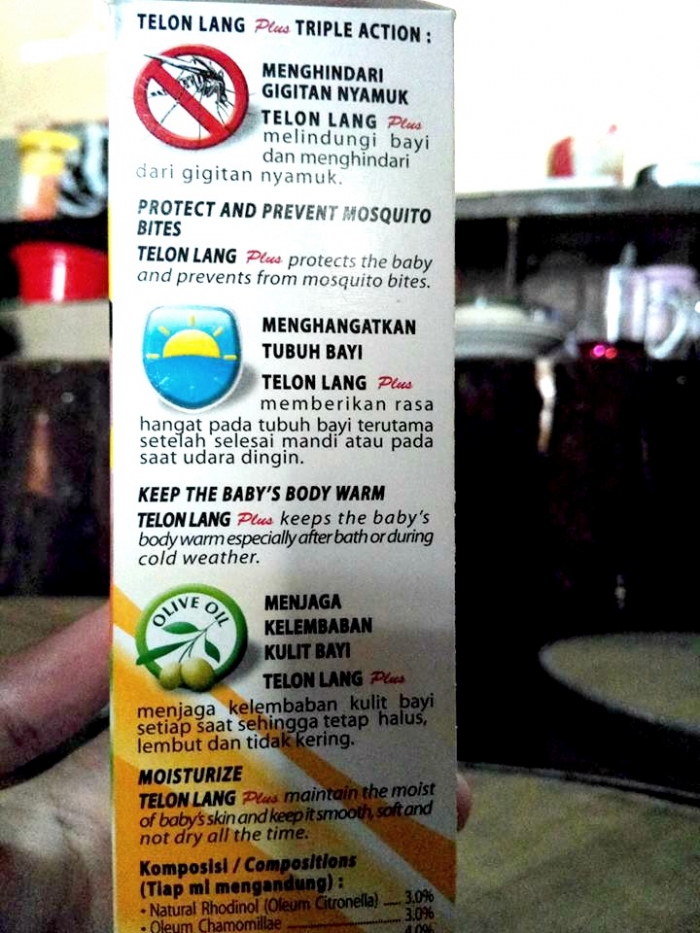 TELON LANG Plus TRIPLE ACTION :
MENGHINDARI
GIGITAN NYAMUK
TELON LANG Plus
melindungi bayi
dan menghindari
dari gigitan nyamuk.
PROTECT AND PREVENT MOSQUITO
BITES
TELON LANG Plus protects the baby
and prevents from mosquito bites.
MENGHANGATKAN
TUBUH BAYI
TELON LANG Plus
memberikan rasa
hangat pada tubuh bayi terutama
setelah selesai mandi atau pada
saat udara dingin.
KEEP THE BABY'S BODY WARM
TELON LANG Plus keeps the baby's
body warm especially after bath or during
cold weather.
OLIVE OIL
MENJAGA
KELEMBABAN
KULIT BAYI
TELON LANG Plus
menjaga kelembaban kulit bayi
setiap saat sehingga tetap halus,
lembut dan tidak kering.
MOISTURIZE
TELON LANG Plus maintain the moist
of baby's skin and keep it smooth, soft and
not dry all the time.
Komposisi / Compositions
(Tiap ml mengandung) :
• Natural Rhodinol (Oleum Citronella) .... 3.0%
• Oleum Chamomillae .................... 3.0%
4.0%